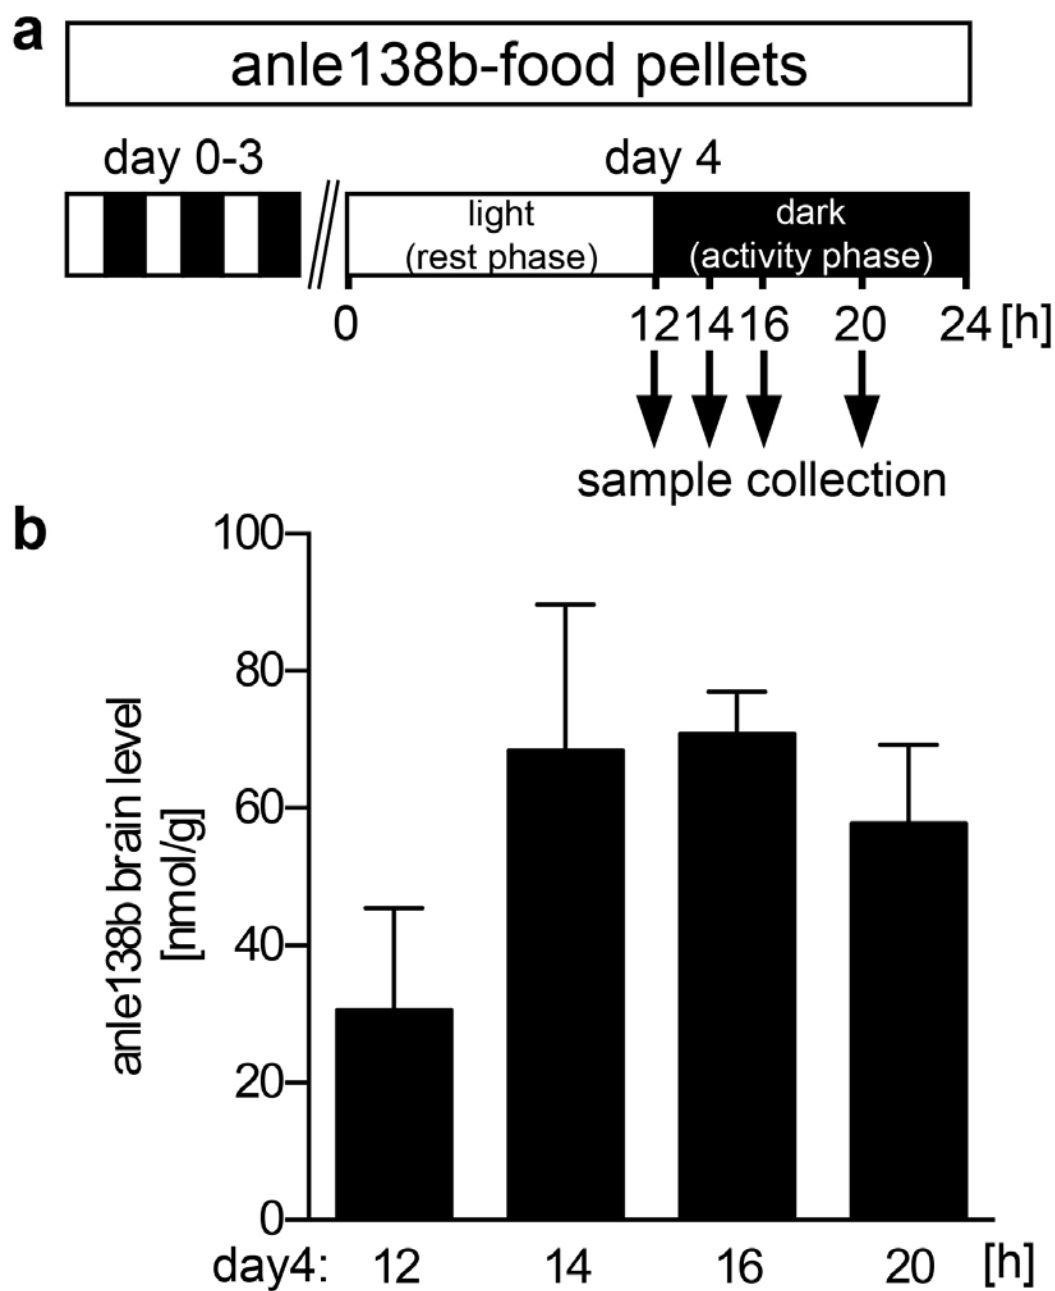 a
anle138b-food pellets
day 0-3
day 4
light
(rest phase)
dark
(activity phase)
0 12 14 16 20 24 [h]
sample collection
b
anle138b brain level
[nmol/g]
100
80
60
40
20
0
day4: 12 14 16 20 [h]